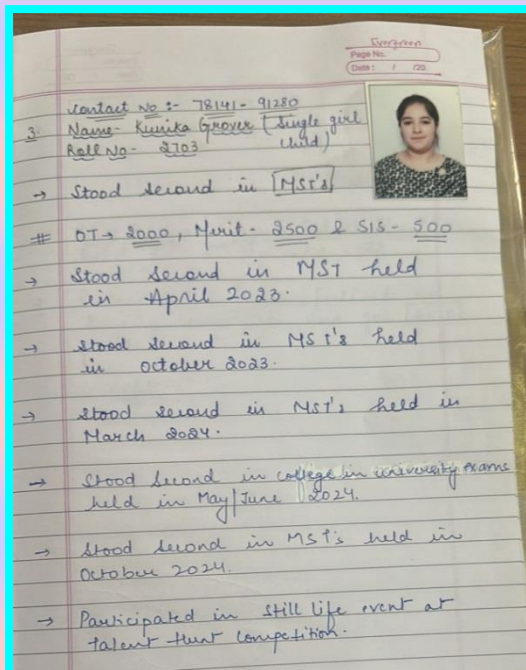 Evergreen
Page No.
Date : / /20
Contact No :- 78141-91280
3. Name- Kunika Grover (Single girl child)
Roll No- 2703
→ Stood Second in [MST's]
# OT → 2000, Merit - 2500 & SIS - 500
→ Stood Second in MST held
in April 2023.
→ Stood Second in MST's held
in October 2023.
→ Stood Second in MST's held in
March 2024.
→ Stood Second in college in university exams
held in May/June 2024.
→ Stood Second in MST's held in
October 2024.
→ Participated in Still life event at
Talent Hunt Competition.